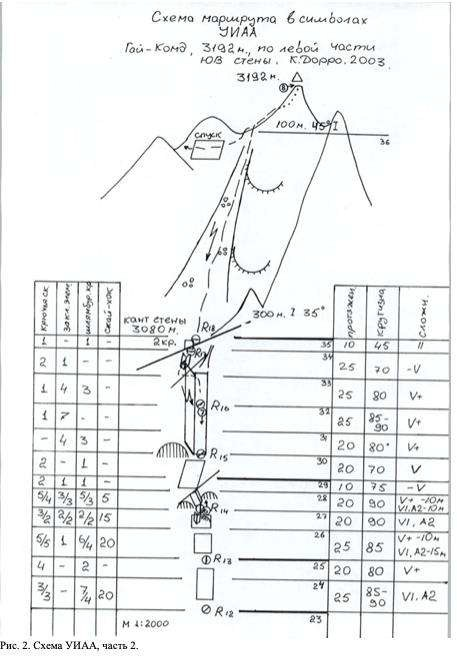 Схема маршрута в символах
УИАА
Гай-Комд, 3192 м., по левой части
ЮВ стены, К.Дорро. 2003.
3192 м.
100 м. 45° I
спуск
36
кант стены
3080 м.
2кр.
R18
300 м. I 35°
крючья ск. закл. элем. шлямбур. кр. скай-хок
протяжен. крутизна сложн.
1 - 1 - 35 10 45 II
2 1 - 34 25 70 -V
1 4 3 33 25 80 V+
1 7 - R16 32 25 85-90 V+
- 4 3 R15 31 20 80° V+
2 - 1 - 30 20 70 V
2 1 1 - 29 10 75 -V
5/4 3/3 5/3 5 R14 28 20 90 V+ -10м VI.A2-10м
3/2 2/2 2/2 15 27 20 90 VI, A2
5/5 1 6/4 20 R13 26 25 85 V+ -10м VI, A2-15м
4 - 2 - 25 20 80 V+
3/3 - 7/4 20 R12 24 25 85-90 VI. A2
23
М 1:2000
Рис. 2. Схема УИАА, часть 2.